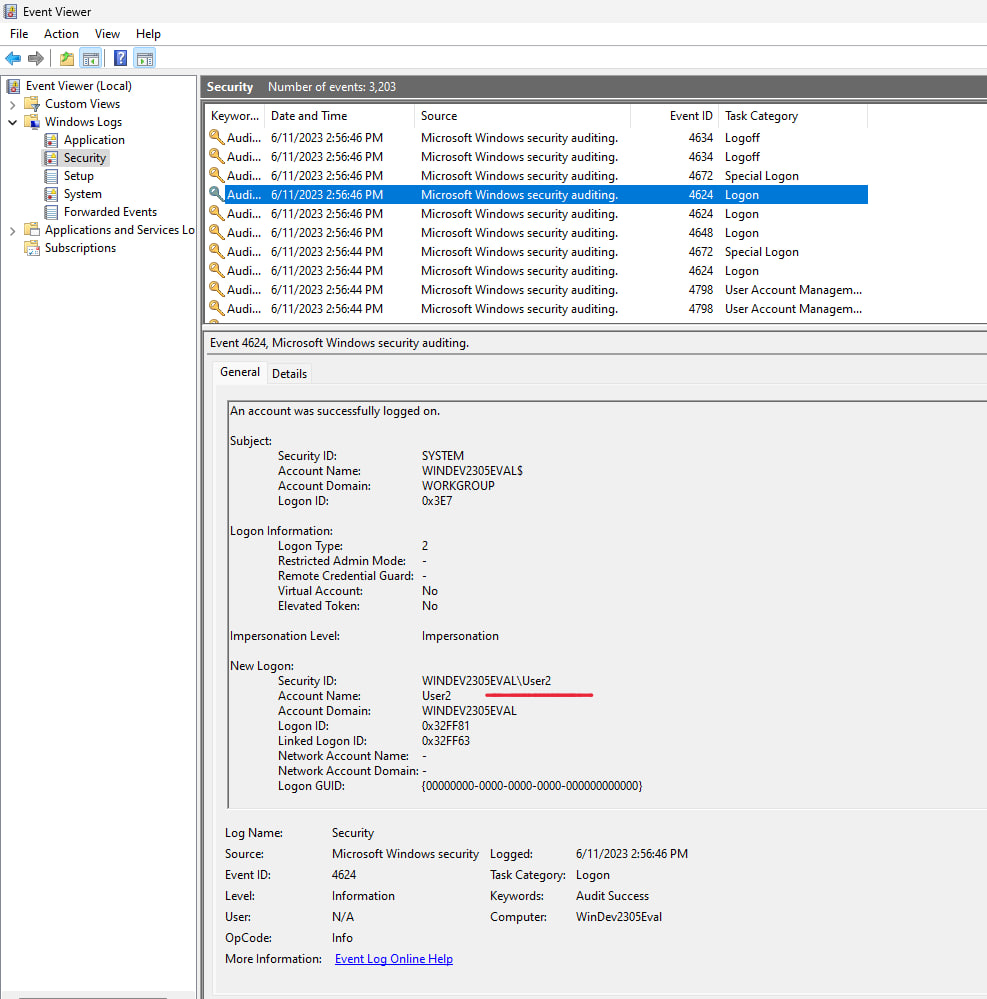 Event Viewer
File Action View Help
Event Viewer (Local)
Custom Views
Windows Logs
Application
Security
Setup
System
Forwarded Events
Applications and Services Lo
Subscriptions
Security Number of events: 3,203
Keywor... Date and Time Source Event ID Task Category
Audi... 6/11/2023 2:56:46 PM Microsoft Windows security auditing. 4634 Logoff
Audi... 6/11/2023 2:56:46 PM Microsoft Windows security auditing. 4634 Logoff
Audi... 6/11/2023 2:56:46 PM Microsoft Windows security auditing. 4672 Special Logon
Audi... 6/11/2023 2:56:46 PM Microsoft Windows security auditing. 4624 Logon
Audi... 6/11/2023 2:56:46 PM Microsoft Windows security auditing. 4624 Logon
Audi... 6/11/2023 2:56:46 PM Microsoft Windows security auditing. 4648 Logon
Audi... 6/11/2023 2:56:44 PM Microsoft Windows security auditing. 4672 Special Logon
Audi... 6/11/2023 2:56:44 PM Microsoft Windows security auditing. 4624 Logon
Audi... 6/11/2023 2:56:44 PM Microsoft Windows security auditing. 4798 User Account Managem...
Audi... 6/11/2023 2:56:44 PM Microsoft Windows security auditing. 4798 User Account Managem...
Event 4624, Microsoft Windows security auditing.
General Details
An account was successfully logged on.
Subject:
Security ID: SYSTEM
Account Name: WINDEV2305EVAL$
Account Domain: WORKGROUP
Logon ID: 0x3E7
Logon Information:
Logon Type: 2
Restricted Admin Mode: -
Remote Credential Guard: -
Virtual Account: No
Elevated Token: No
Impersonation Level: Impersonation
New Logon:
Security ID: WINDEV2305EVAL\User2
Account Name: User2
Account Domain: WINDEV2305EVAL
Logon ID: 0x32FF81
Linked Logon ID: 0x32FF63
Network Account Name: -
Network Account Domain: -
Logon GUID: {00000000-0000-0000-0000-000000000000}
Log Name: Security
Source: Microsoft Windows security Logged: 6/11/2023 2:56:46 PM
Event ID: 4624 Task Category: Logon
Level: Information Keywords: Audit Success
User: N/A Computer: WinDev2305Eval
OpCode: Info
More Information: Event Log Online Help